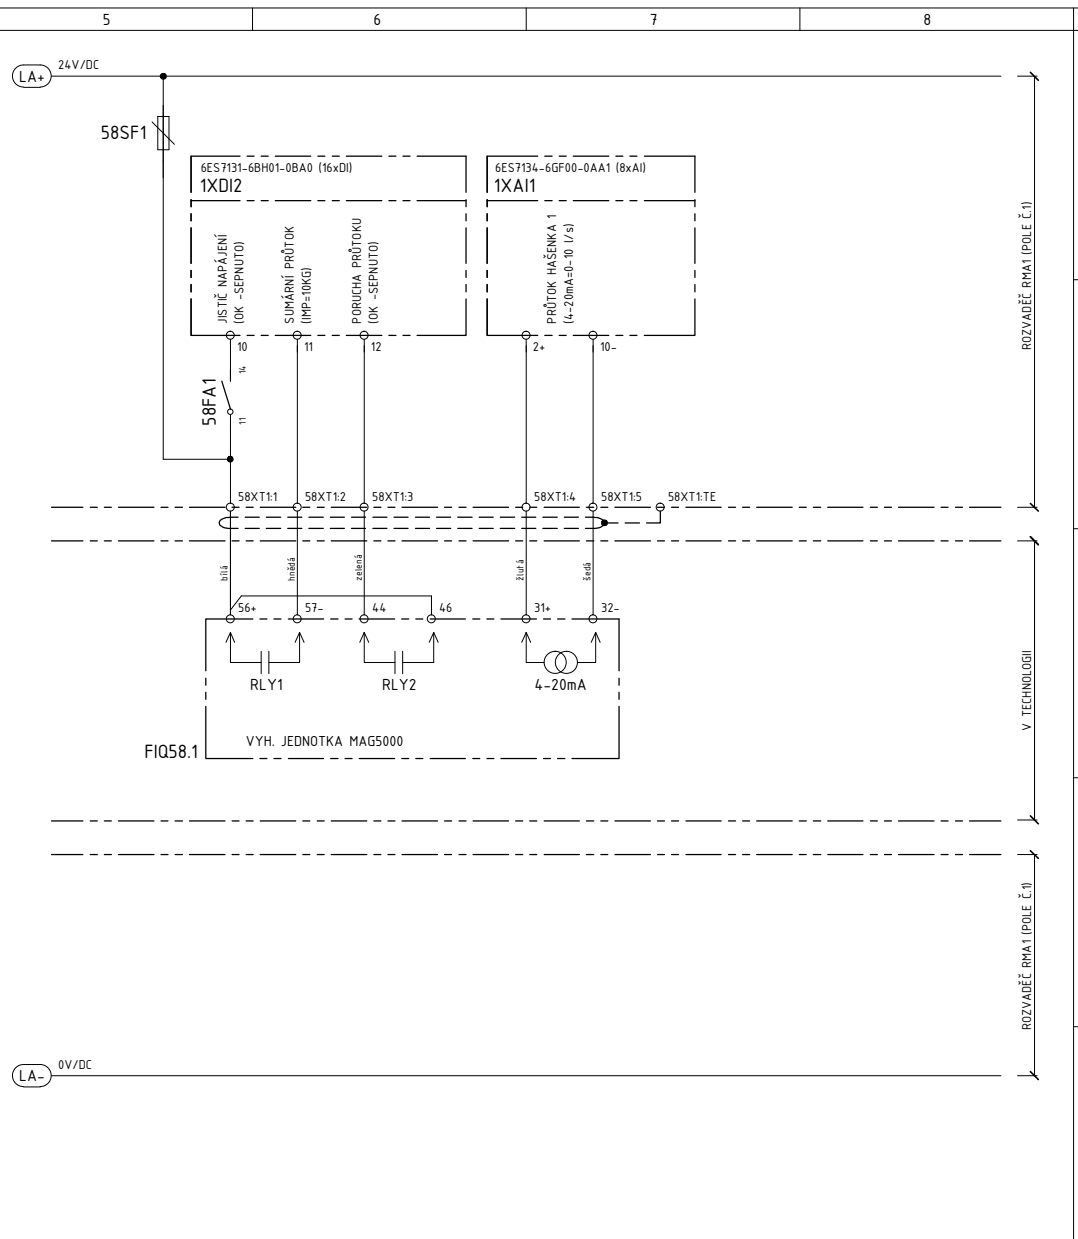 5 6 7 8
LA+ 24V/DC
58SF1
6ES7131-6BH01-0BA0 (16xDI)
1XDI2
6ES7134-6GF00-0AA1 (8xAI)
1XAI1
JISTIČ NAPÁJENÍ
(OK -SEPNUTO)
SUMÁRNÍ PRŮTOK
(IMP=10KG)
PORUCHA PRŮTOKU
(OK -SEPNUTO)
PRŮTOK HAŠENKA 1
(4-20mA=0-10 l/s)
ROZVADĚČ RMA1 (POLE Č.1)
10 11 12 2+ 10-
14
58FA1
11
58XT1:1 58XT1:2 58XT1:3 58XT1:4 58XT1:5 58XT1:TE
bílá hnědá zelená žlutá šedá
56+ 57- 44 46 31+ 32-
RLY1 RLY2 4-20mA
V TECHNOLOGII
VYH. JEDNOTKA MAG5000
FIQ58.1
ROZVADĚČ RMA1 (POLE Č.1)
LA- 0V/DC